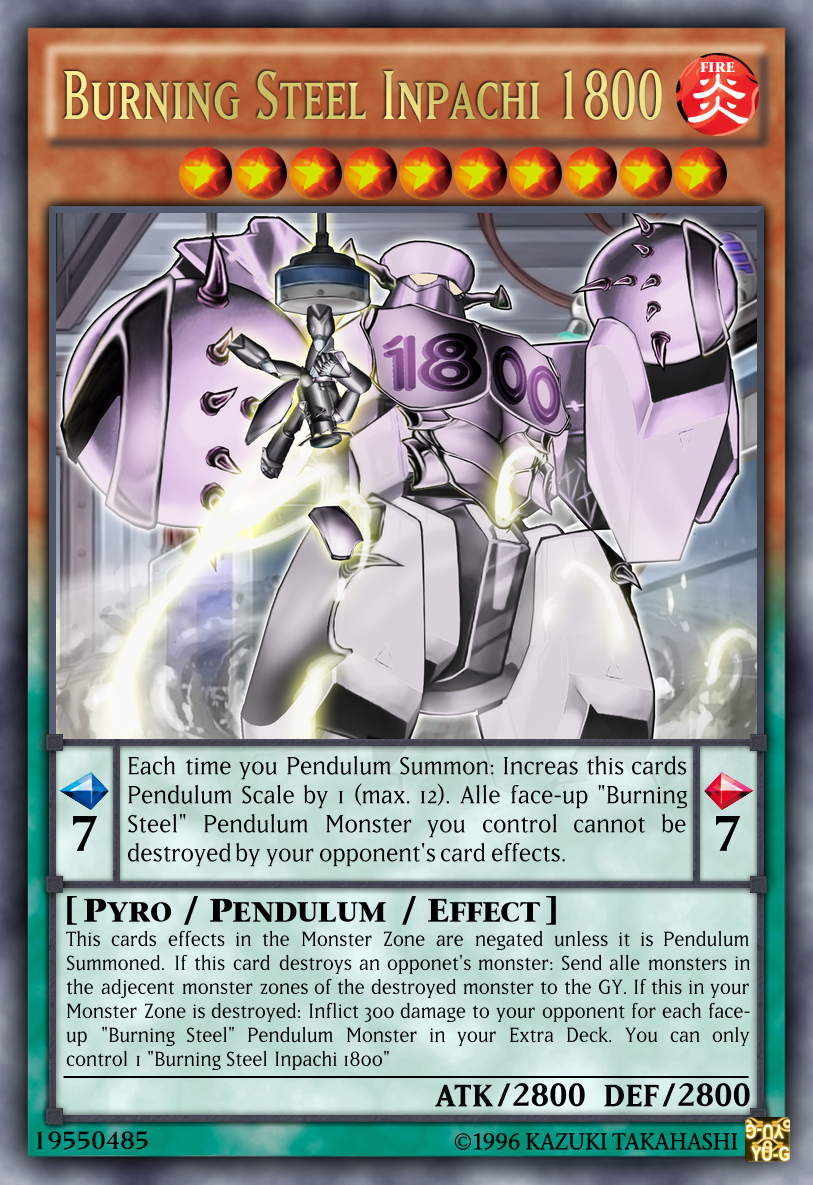 BURNING STEEL INPACHI 1800
FIRE
炎
1800
Each time you Pendulum Summon: Increas this cards
Pendulum Scale by 1 (max. 12). Alle face-up "Burning
Steel" Pendulum Monster you control cannot be
destroyed by your opponent's card effects.
7
7
[ PYRO / PENDULUM / EFFECT ]
This cards effects in the Monster Zone are negated unless it is Pendulum
Summoned. If this card destroys an opponet's monster: Send alle monsters in
the adjecent monster zones of the destroyed monster to the GY. If this in your
Monster Zone is destroyed: Inflict 300 damage to your opponent for each face-
up "Burning Steel" Pendulum Monster in your Extra Deck. You can only
control 1 "Burning Steel Inpachi 1800"
ATK/2800 DEF/2800
19550485
©1996 KAZUKI TAKAHASHI